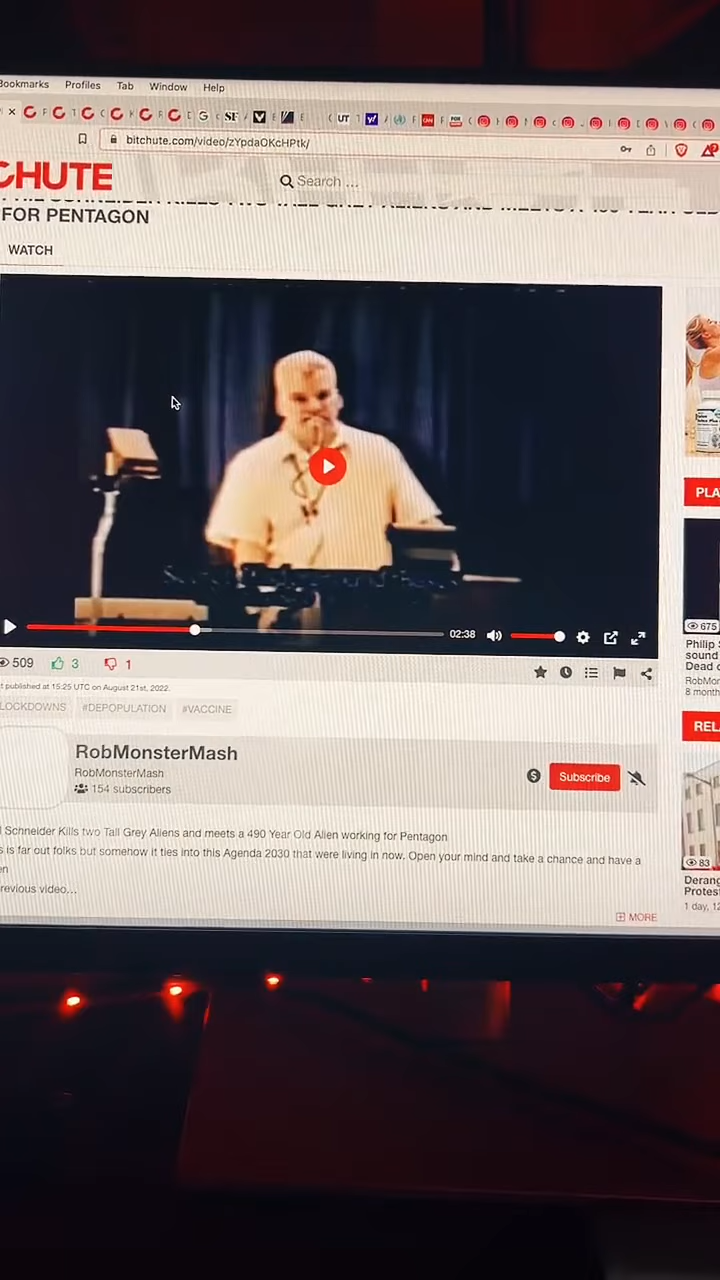 Bookmarks Profiles Tab Window Help
bitchute.com/video/zYpdaOKcHPtk/
CHUTE
Search ...
FOR PENTAGON
WATCH
02:38
509 3 1
published at 15:25 UTC on August 21st, 2022.
LOCKDOWNS #DEPOPULATION #VACCINE
RobMonsterMash
RobMonsterMash
154 subscribers
Subscribe
Schneider Kills two Tall Grey Aliens and meets a 490 Year Old Alien working for Pentagon
s is far out folks but somehow it ties into this Agenda 2030 that were living in now. Open your mind and take a chance and have a
en
revious video...
MORE
PLA
675
Philip
sound
Dead
RobMon
8 month
REL
83
Derang
Protes
1 day, 12